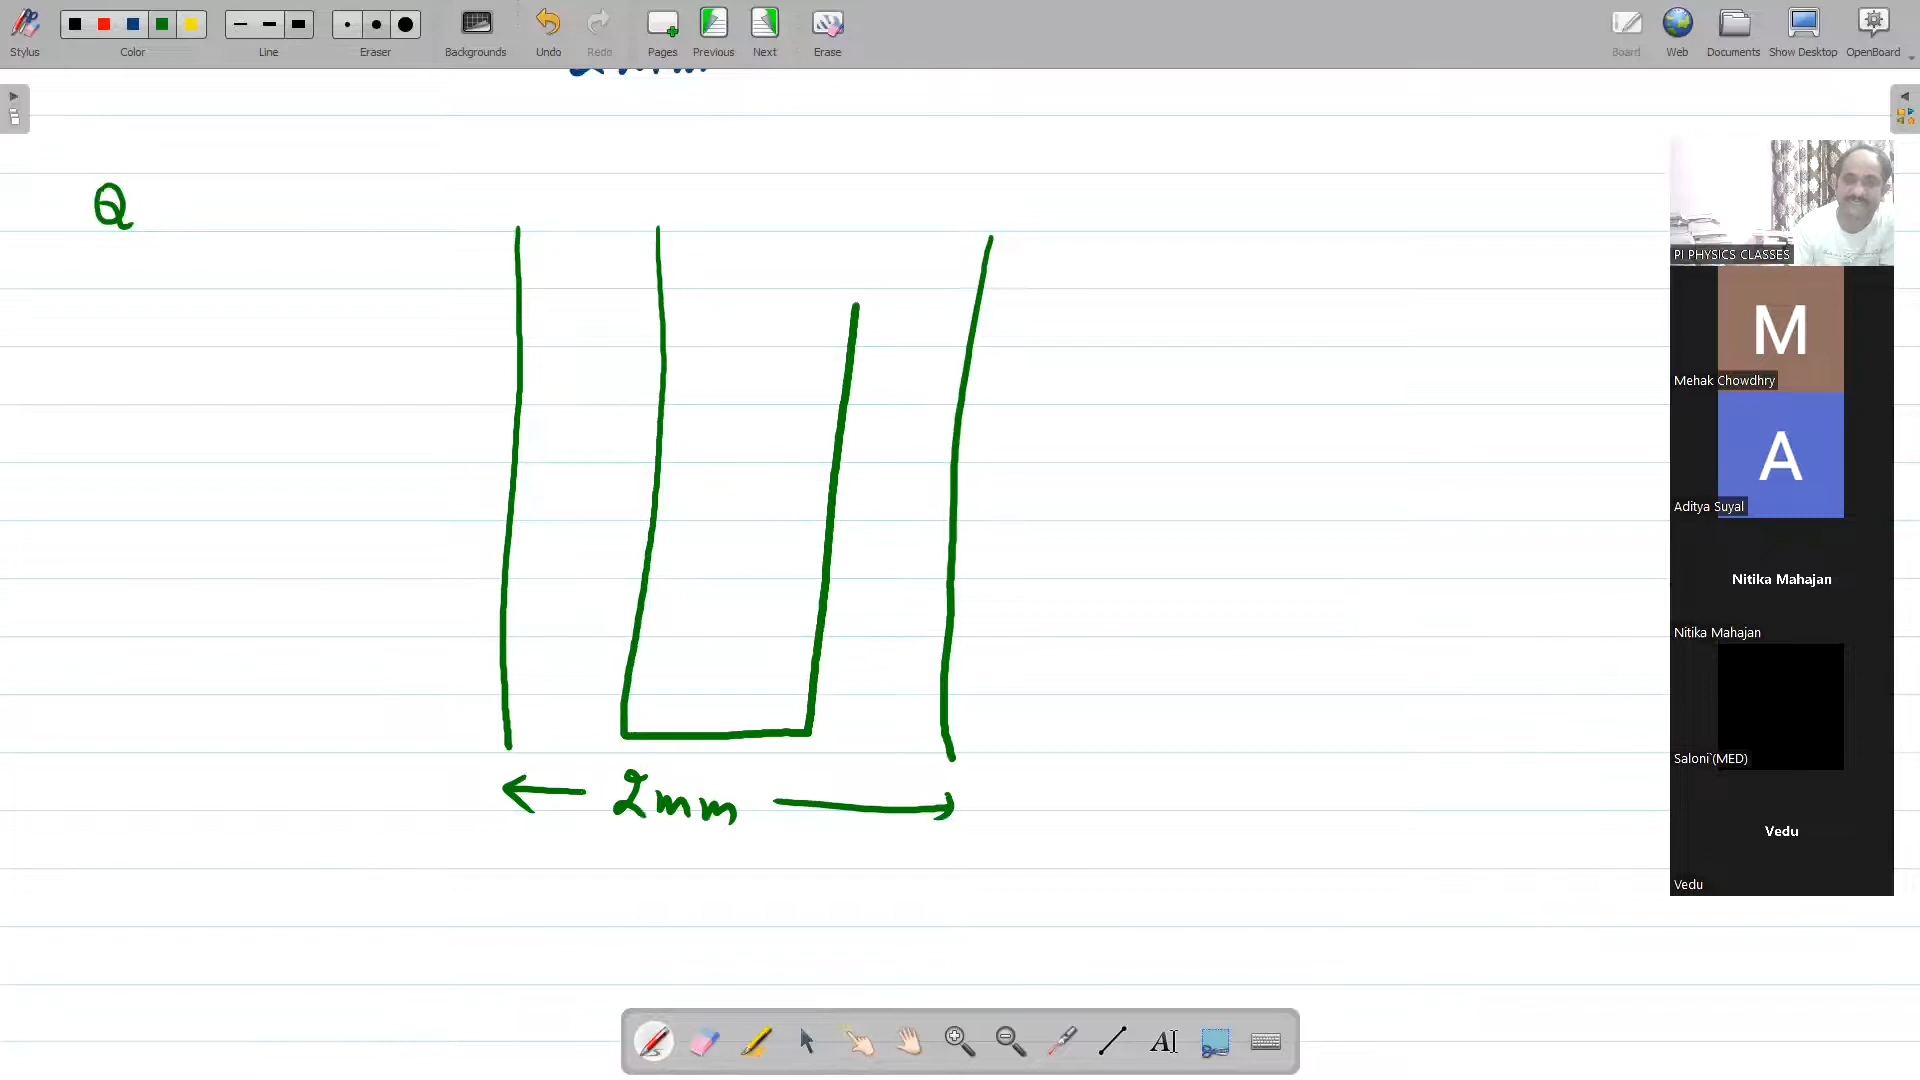 Stylus Color Line Eraser Backgrounds Undo Redo Pages Previous Next Erase Board Web Documents Show Desktop OpenBoard
Q
PI PHYSICS CLASSES
M
Mehak Chowdhry
A
Aditya Suyal
Nitika Mahajan
Nitika Mahajan
Saloni`(MED)
2mm
Vedu
Vedu
AI